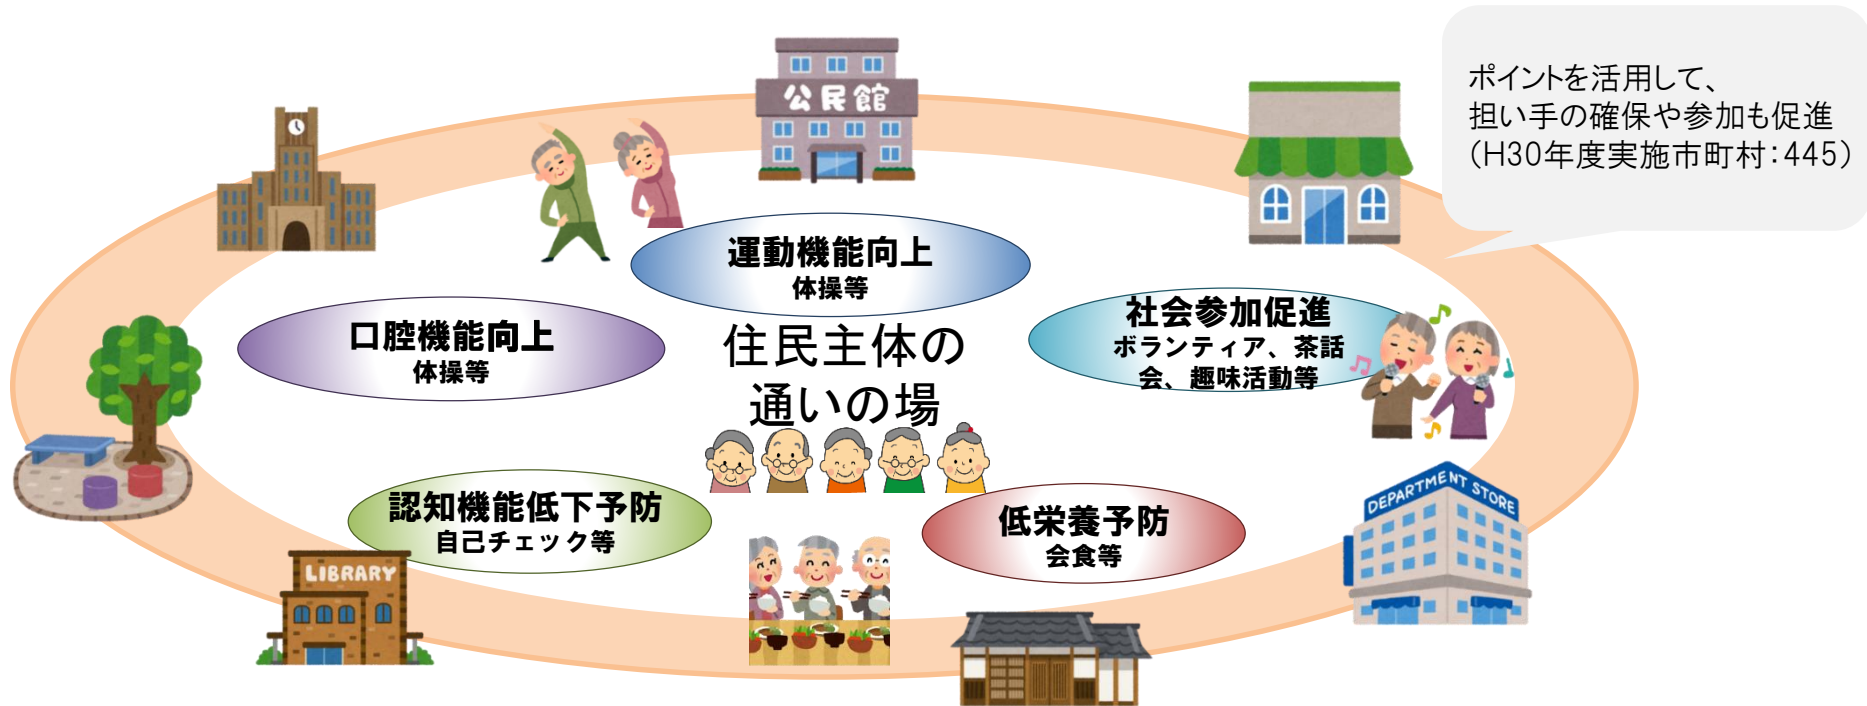 公民館
ポイントを活用して、
担い手の確保や参加も促進
（H30年度実施市町村：445）
運動機能向上
体操等
口腔機能向上
体操等
社会参加促進
ボランティア、茶話
会、趣味活動等
住民主体の
通いの場
認知機能低下予防
自己チェック等
低栄養予防
会食等
DEPARTMENT STORE
LIBRARY